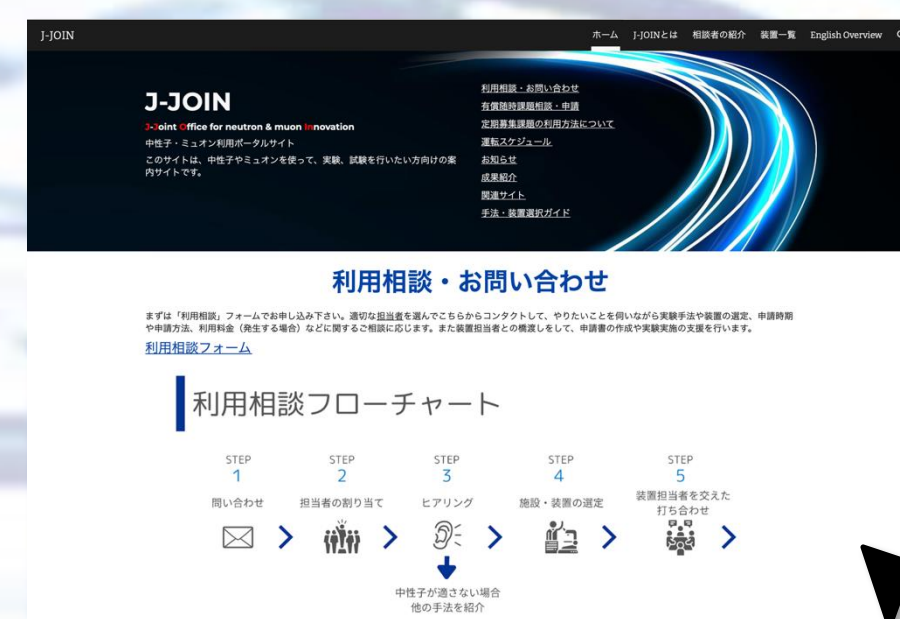 J-JOIN
ホーム J-JOINとは 相談者の紹介 装置一覧 English Overview
J-JOIN
J-Joint Office for neutron & muon Innovation
中性子・ミュオン利用ポータルサイト
このサイトは、中性子やミュオンを使って、実験、試験を行いたい方向けの案
内サイトです。
利用相談・お問い合わせ
有償随時課題相談・申請
定期募集課題の利用方法について
運転スケジュール
お知らせ
成果紹介
関連サイト
手法・装置選択ガイド
利用相談・お問い合わせ
まずは「利用相談」フォームでお申し込み下さい。適切な担当者を選んでこちらからコンタクトして、やりたいことを伺いながら実験手法や装置の選定、申請時期
や申請方法、利用料金（発生する場合）などに関するご相談に応じます。また装置担当者との橋渡しをして、申請書の作成や実験実施の支援を行います。
利用相談フォーム
利用相談フローチャート
STEP STEP STEP STEP STEP
1 2 3 4 5
問い合わせ 担当者の割り当て ヒアリング 施設・装置の選定 装置担当者を交えた
打ち合わせ
中性子が適さない場合
他の手法を紹介